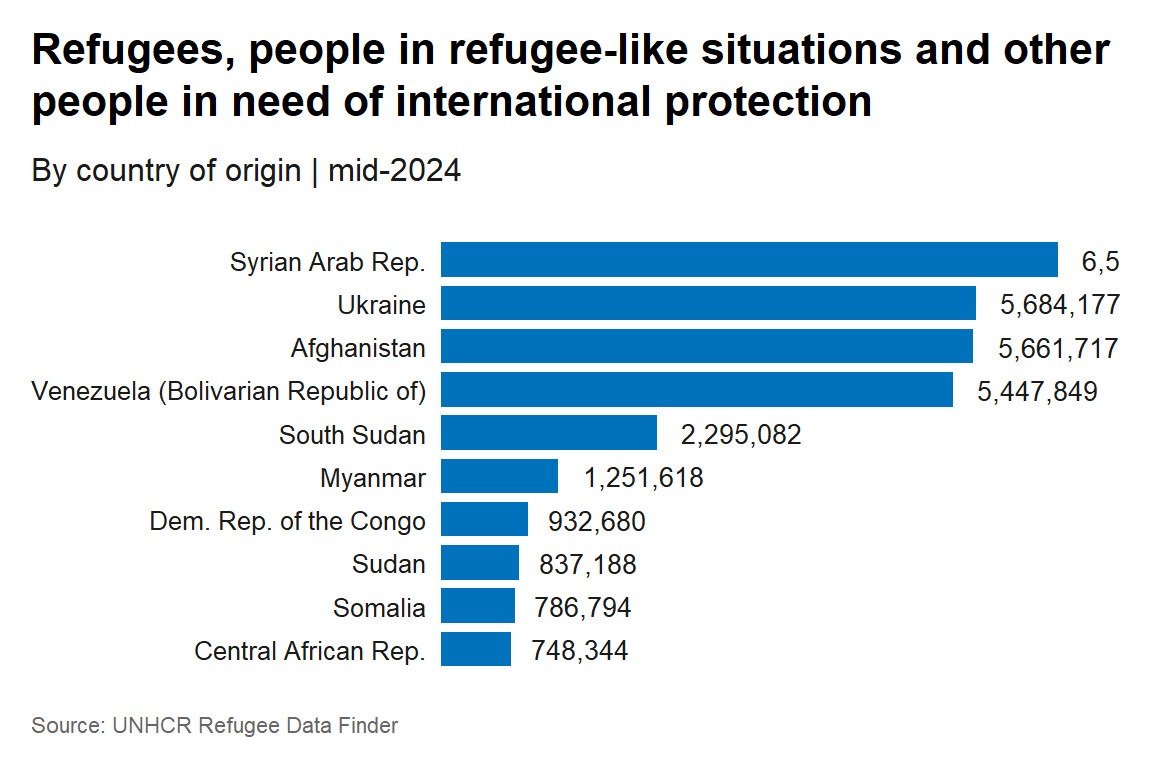 Refugees, people in refugee-like situations and other
people in need of international protection
By country of origin | mid-2024
Syrian Arab Rep. 6,5
Ukraine 5,684,177
Afghanistan 5,661,717
Venezuela (Bolivarian Republic of) 5,447,849
South Sudan 2,295,082
Myanmar 1,251,618
Dem. Rep. of the Congo 932,680
Sudan 837,188
Somalia 786,794
Central African Rep. 748,344
Source: UNHCR Refugee Data Finder